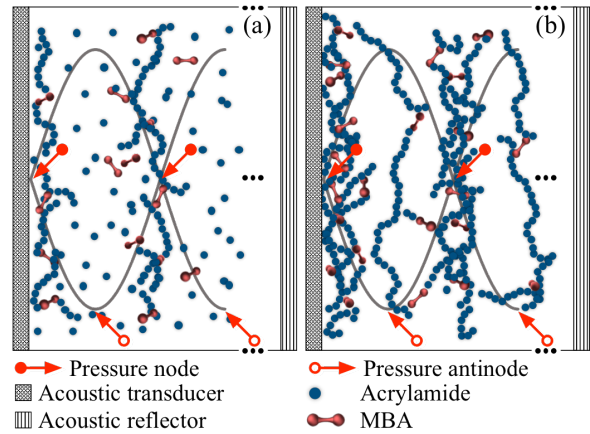 (a) (b)
Pressure node Pressure antinode
Acoustic transducer Acrylamide
Acoustic reflector MBA